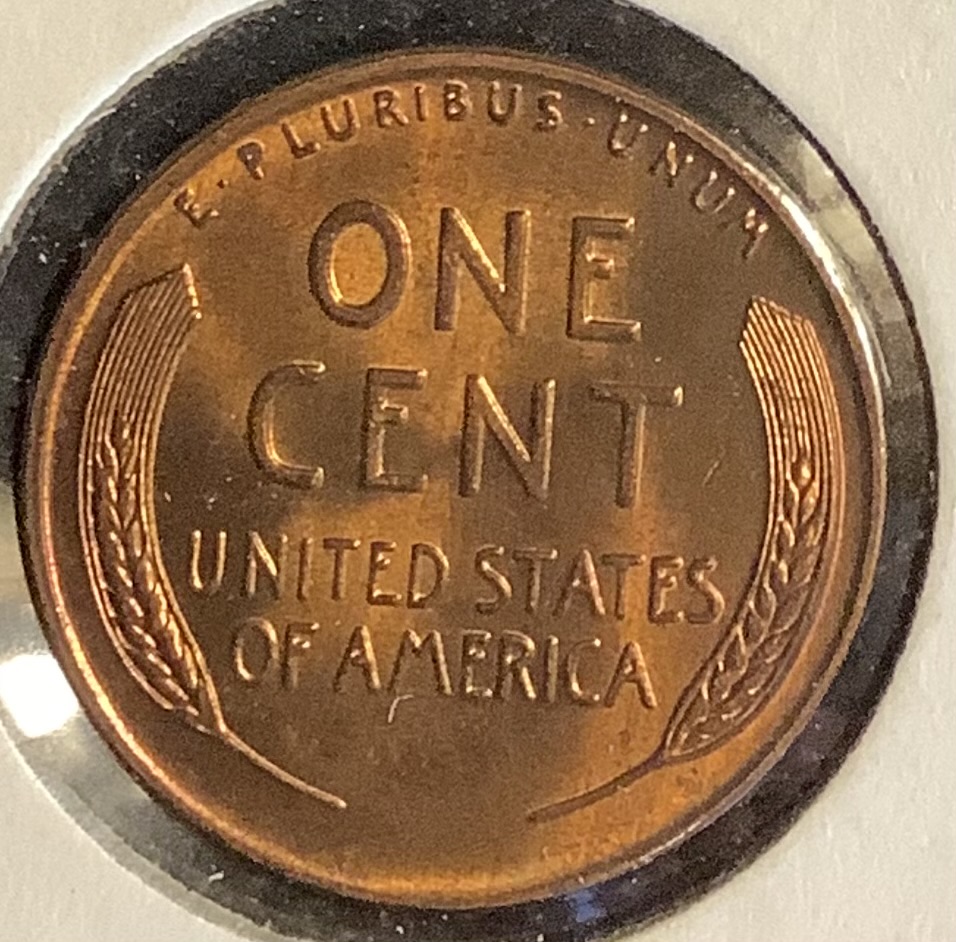 E·PLURIBUS·UNUM
ONE
CENT
UNITED STATES
OF AMERICA